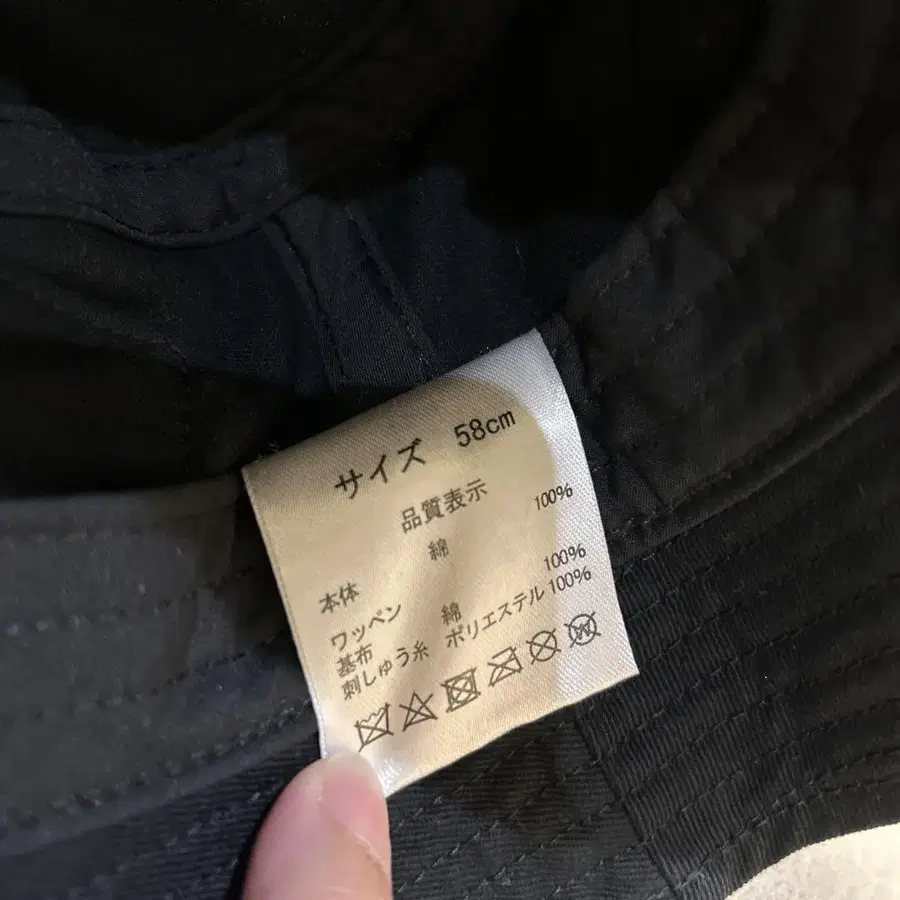 サイズ 58cm
品質表示
本体 綿 100%
ワッペン
基布 綿 100%
刺しゅう糸 ポリエステル 100%